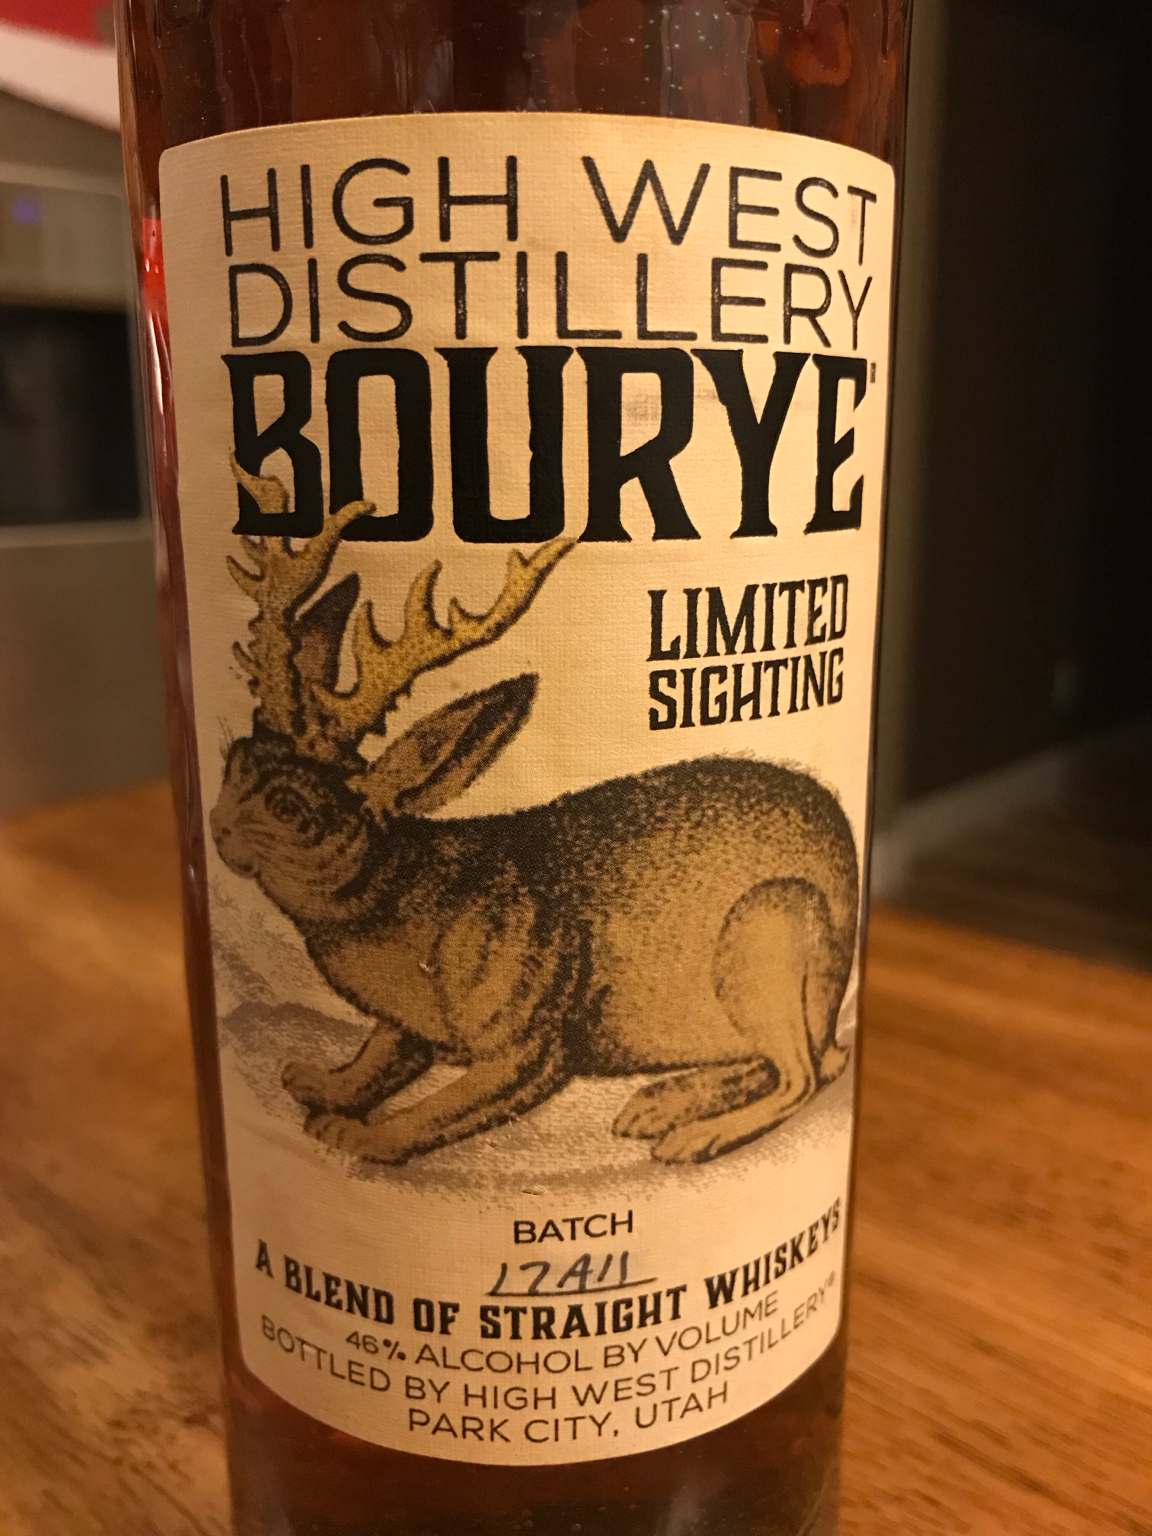 HIGH WEST
DISTILLERY
BOURYE
LIMITED
SIGHTING
BATCH
17A11
A BLEND OF STRAIGHT WHISKEYS
46% ALCOHOL BY VOLUME
BOTTLED BY HIGH WEST DISTILLERY®
PARK CITY, UTAH